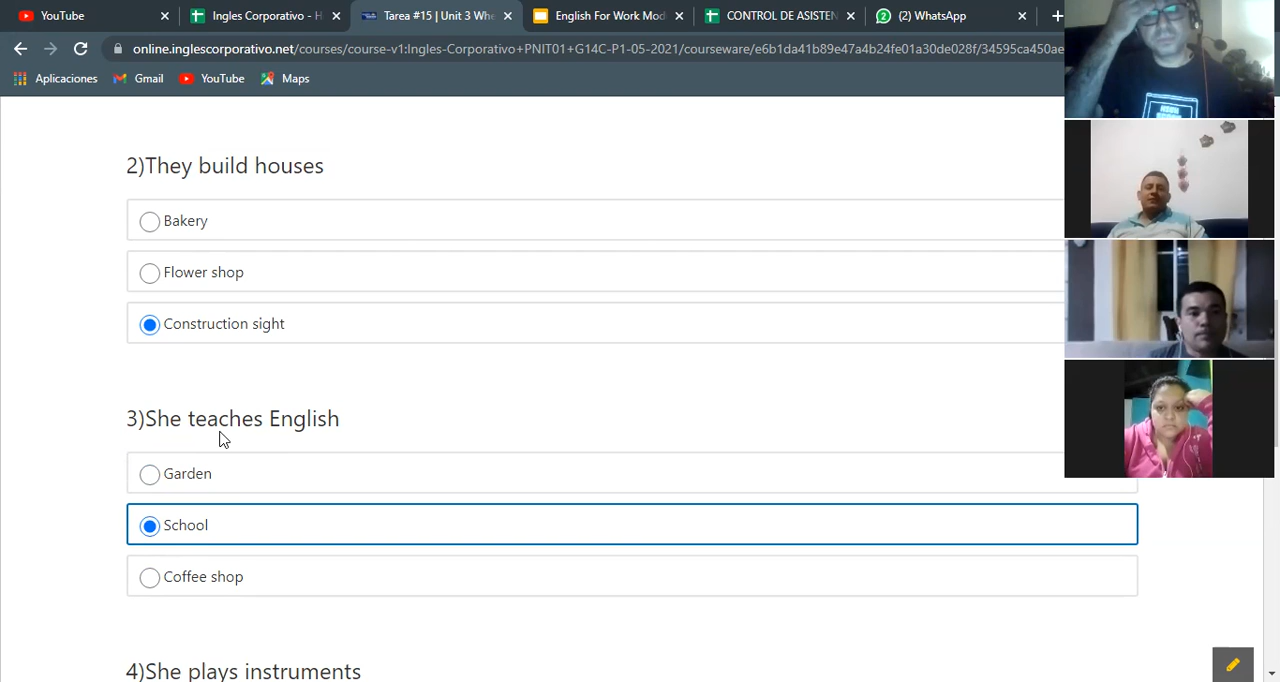 YouTube
Ingles Corporativo - H
Tarea #15 | Unit 3 Whe
English For Work Mod
CONTROL DE ASISTEN
(2) WhatsApp
online.inglescorporativo.net/courses/course-v1:Ingles-Corporativo+PNIT01+G14C-P1-05-2021/courseware/e6b1da41b89e47a4b24fe01a30de028f/34595ca450ae
Aplicaciones
Gmail
YouTube
Maps
2)They build houses
Bakery
Flower shop
Construction sight
3)She teaches English
Garden
School
Coffee shop
4)She plays instruments